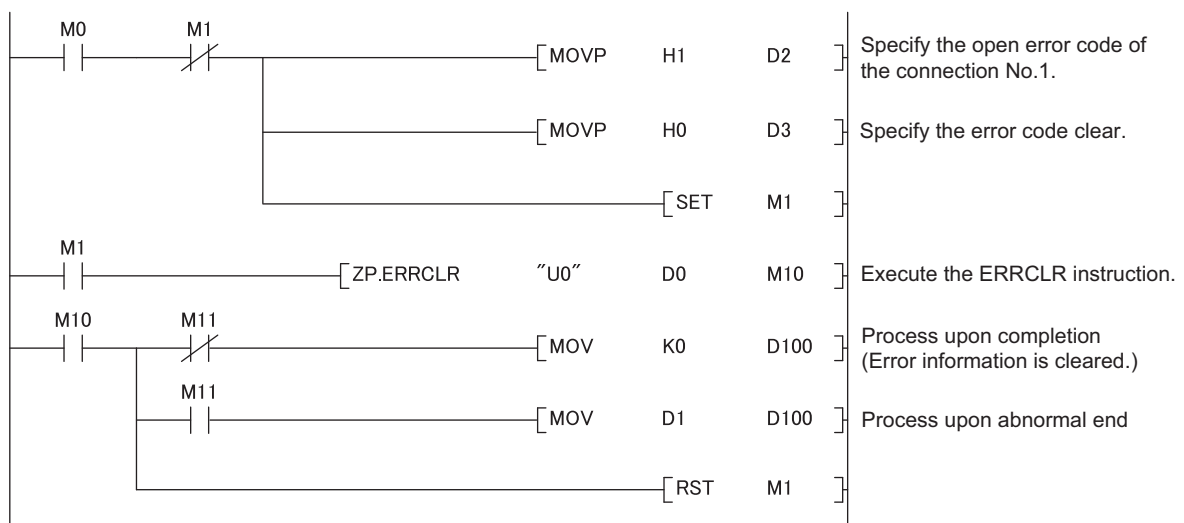 M0 M1
MOVP H1 D2 Specify the open error code of
the connection No.1.
MOVP H0 D3 Specify the error code clear.
SET M1
M1
ZP.ERRCLR "U0" D0 M10 Execute the ERRCLR instruction.
M10 M11
MOV K0 D100 Process upon completion
(Error information is cleared.)
M11
MOV D1 D100 Process upon abnormal end
RST M1